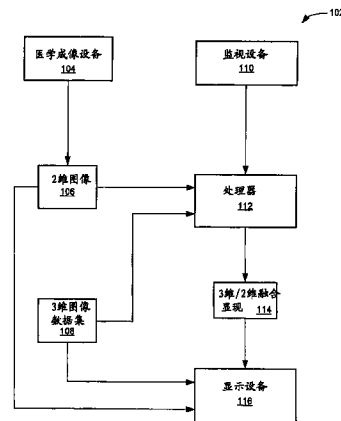 102
医学成像设备
104
监视设备
110
2维图像
106
处理器
112
3维图像
数据集
108
3维/2维融合
显现 114
显示设备
116